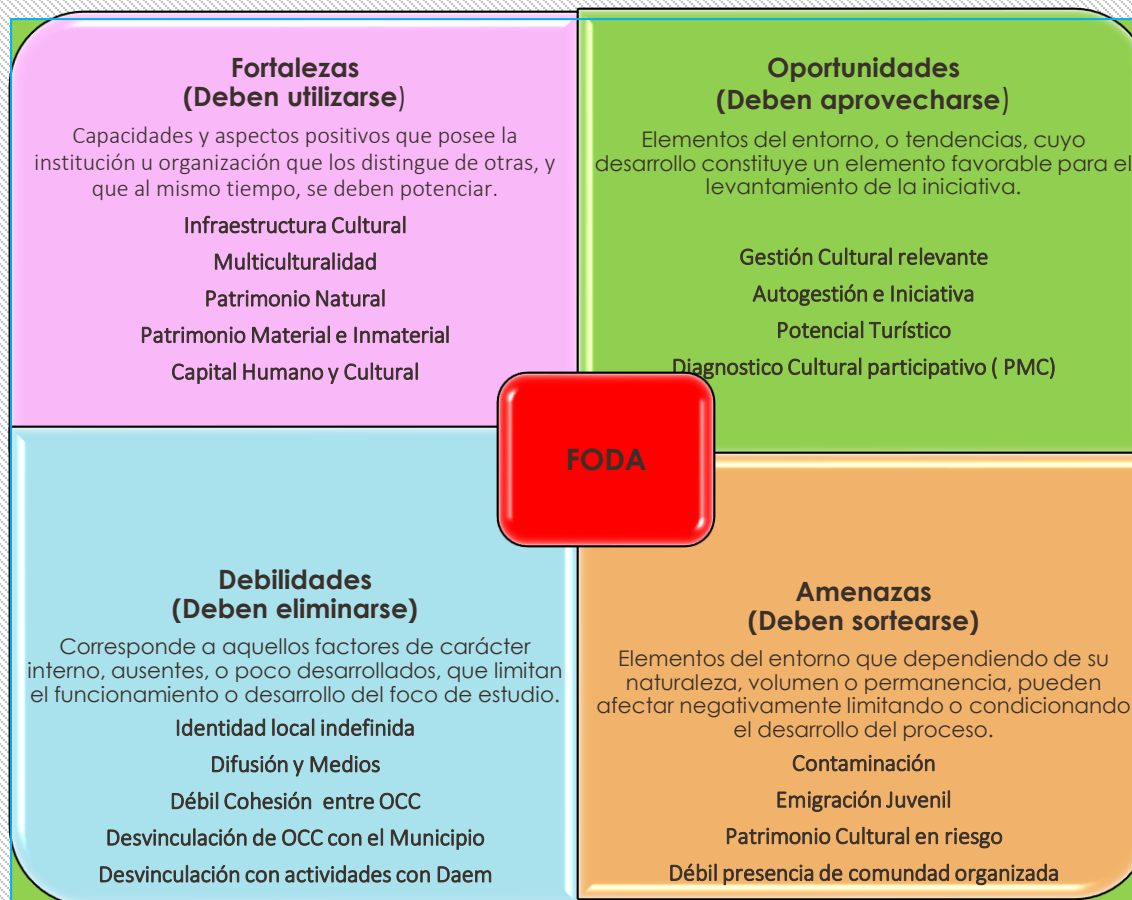 Fortalezas
(Deben utilizarse)
Capacidades y aspectos positivos que posee la
institución u organización que los distingue de otras, y
que al mismo tiempo, se deben potenciar.
Infraestructura Cultural
Multiculturalidad
Patrimonio Natural
Patrimonio Material e Inmaterial
Capital Humano y Cultural
Oportunidades
(Deben aprovecharse)
Elementos del entorno, o tendencias, cuyo
desarrollo constituye un elemento favorable para el
levantamiento de la iniciativa.
Gestión Cultural relevante
Autogestión e Iniciativa
Potencial Turístico
Diagnostico Cultural participativo ( PMC)
FODA
Debilidades
(Deben eliminarse)
Corresponde a aquellos factores de carácter
interno, ausentes, o poco desarrollados, que limitan
el funcionamiento o desarrollo del foco de estudio.
Identidad local indefinida
Difusión y Medios
Débil Cohesión entre OCC
Desvinculación de OCC con el Municipio
Desvinculación con actividades con Daem
Amenazas
(Deben sortearse)
Elementos del entorno que dependiendo de su
naturaleza, volumen o permanencia, pueden
afectar negativamente limitando o condicionando
el desarrollo del proceso.
Contaminación
Emigración Juvenil
Patrimonio Cultural en riesgo
Débil presencia de comundad organizada